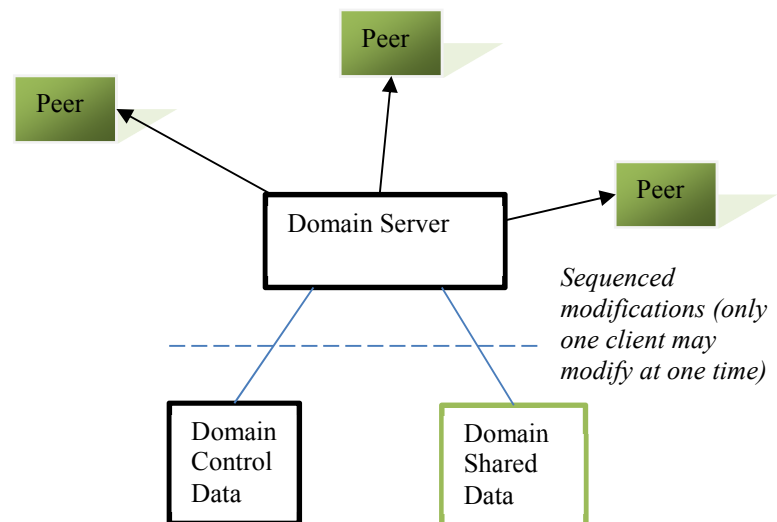 Peer
Peer
Peer
Domain Server
Sequenced
modifications (only
one client may
modify at one time)
Domain
Control
Data
Domain
Shared
Data